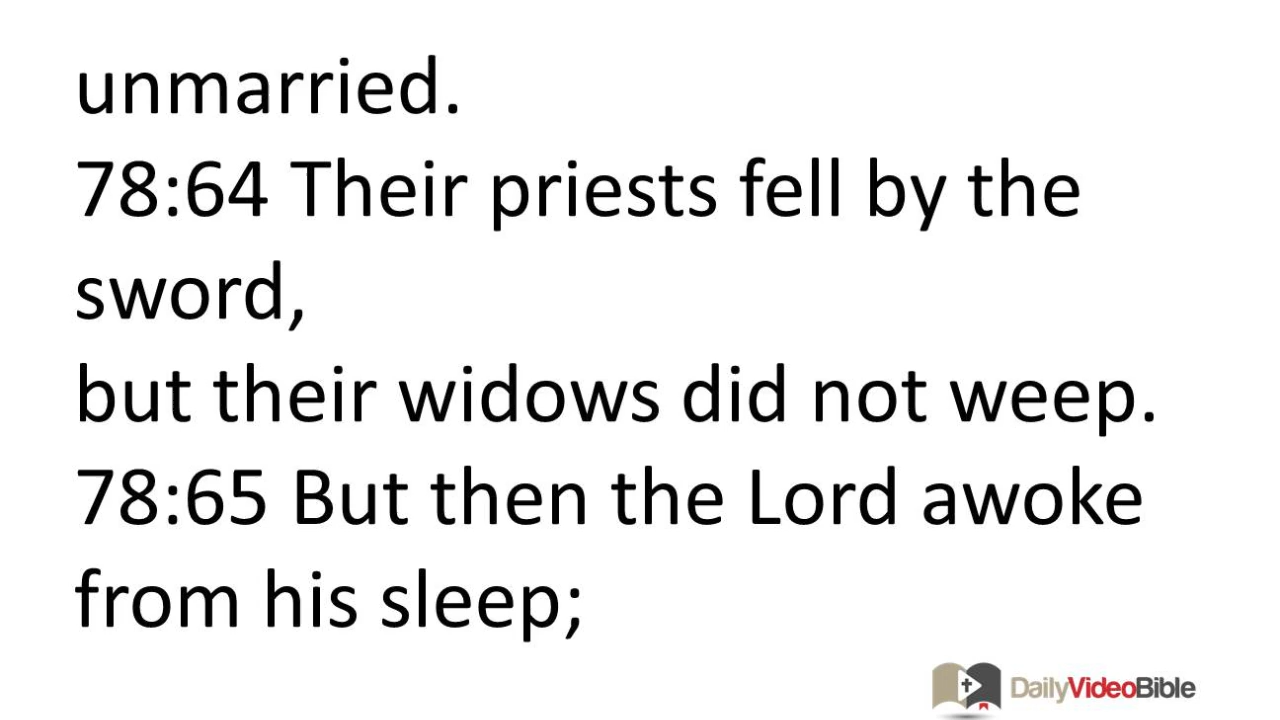 unmarried.
78:64 Their priests fell by the
sword,
but their widows did not weep.
78:65 But then the Lord awoke
from his sleep;
DailyVideoBible